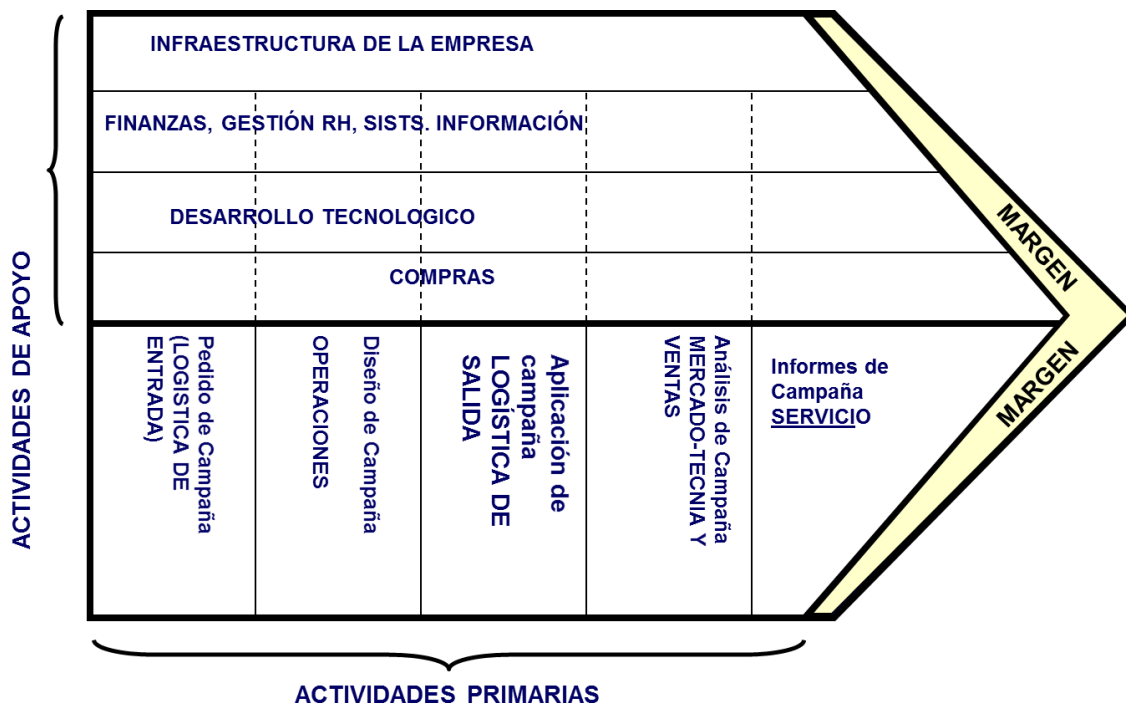 INFRAESTRUCTURA DE LA EMPRESA
FINANZAS, GESTIÓN RH, SISTS. INFORMACIÓN
DESARROLLO TECNOLOGICO
COMPRAS
ACTIVIDADES DE APOYO
Pedido de Campaña
(LOGISTICA DE
ENTRADA)
Diseño de Campaña
OPERACIONES
Aplicación de
campaña
LOGÍSTICA DE
SALIDA
Análisis de Campaña
MERCADO-TECNIA Y
VENTAS
Informes de
Campaña
SERVICIO
MARGEN
MARGEN
ACTIVIDADES PRIMARIAS